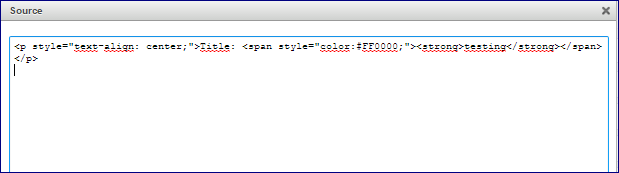 Source
<p style="text-align: center;">Title: <span style="color:#FF0000;"><strong>testing</strong></span>
</p>